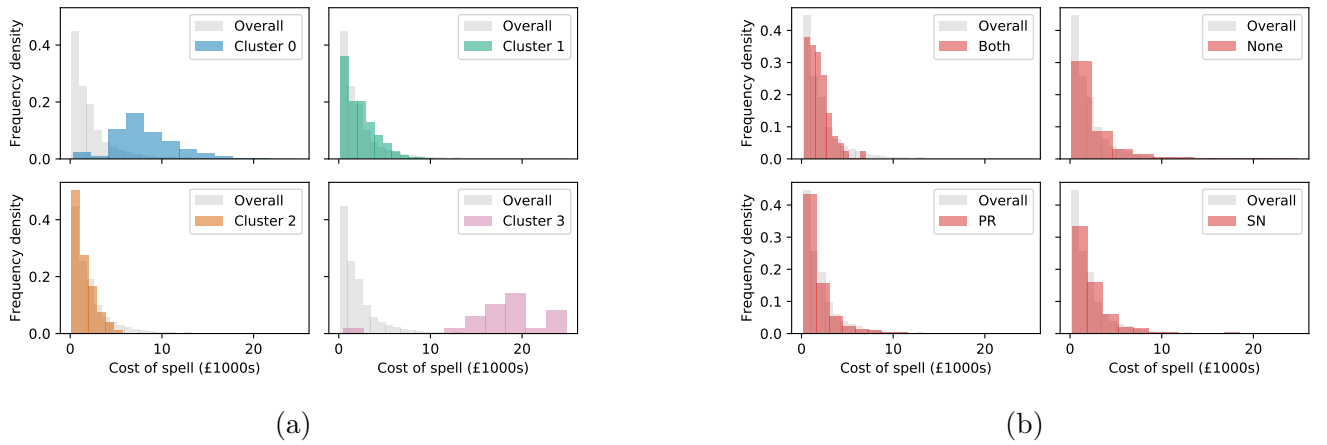 Frequency density
0.4
0.2
0.0
Overall
Cluster 0
Overall
Cluster 1
Frequency density
0.4
0.2
0.0
Overall
Cluster 2
Overall
Cluster 3
0 10 20
0 10 20
Cost of spell (£1000s)
Cost of spell (£1000s)
(a)
Frequency density
0.4
0.3
0.2
0.1
0.0
Overall
Both
Overall
None
Frequency density
0.4
0.3
0.2
0.1
0.0
Overall
PR
Overall
SN
0 10 20
0 10 20
Cost of spell (£1000s)
Cost of spell (£1000s)
(b)